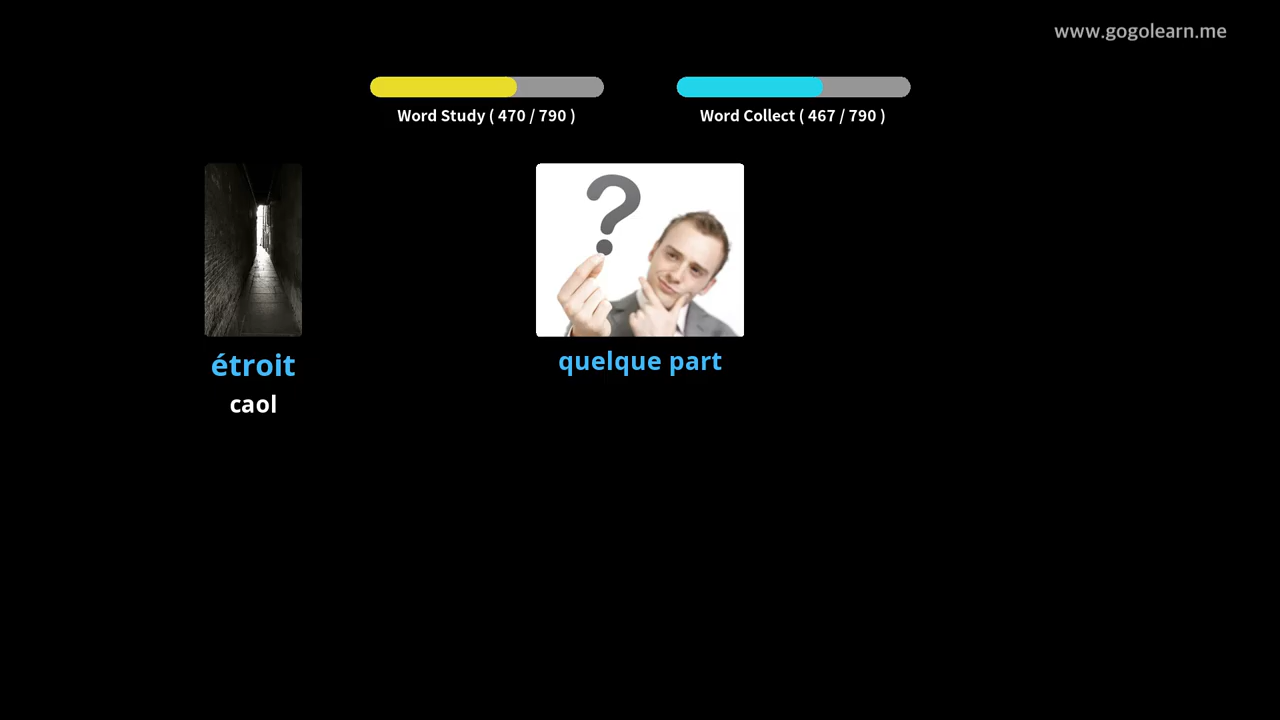 www.gogolearn.me
Word Study ( 470 / 790 )
Word Collect ( 467 / 790 )
étroit
caol
quelque part